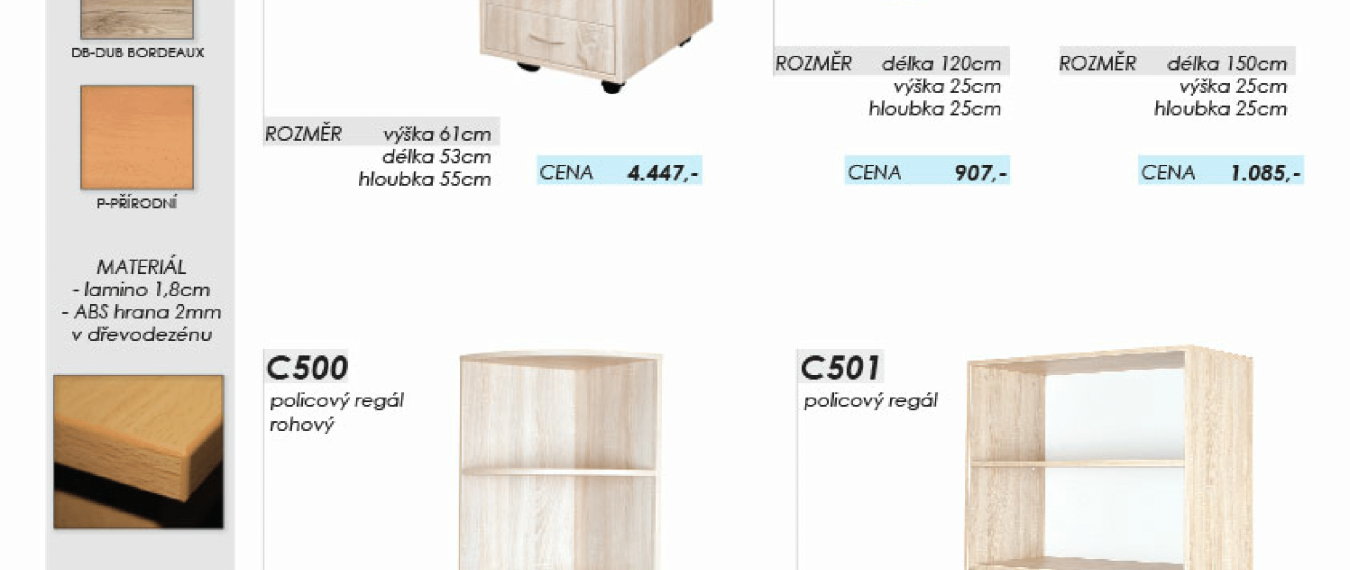 DB-DUB BORDEAUX
P-PŘÍRODNÍ
MATERIÁL
- lamino 1,8cm
- ABS hrana 2mm
v dřevodezénu
ROZMĚR výška 61cm
délka 53cm
hloubka 55cm
CENA 4.447,-
ROZMĚR délka 120cm
výška 25cm
hloubka 25cm
CENA 907,-
ROZMĚR délka 150cm
výška 25cm
hloubka 25cm
CENA 1.085,-
C500
policový regál
rohový
C501
policový regál